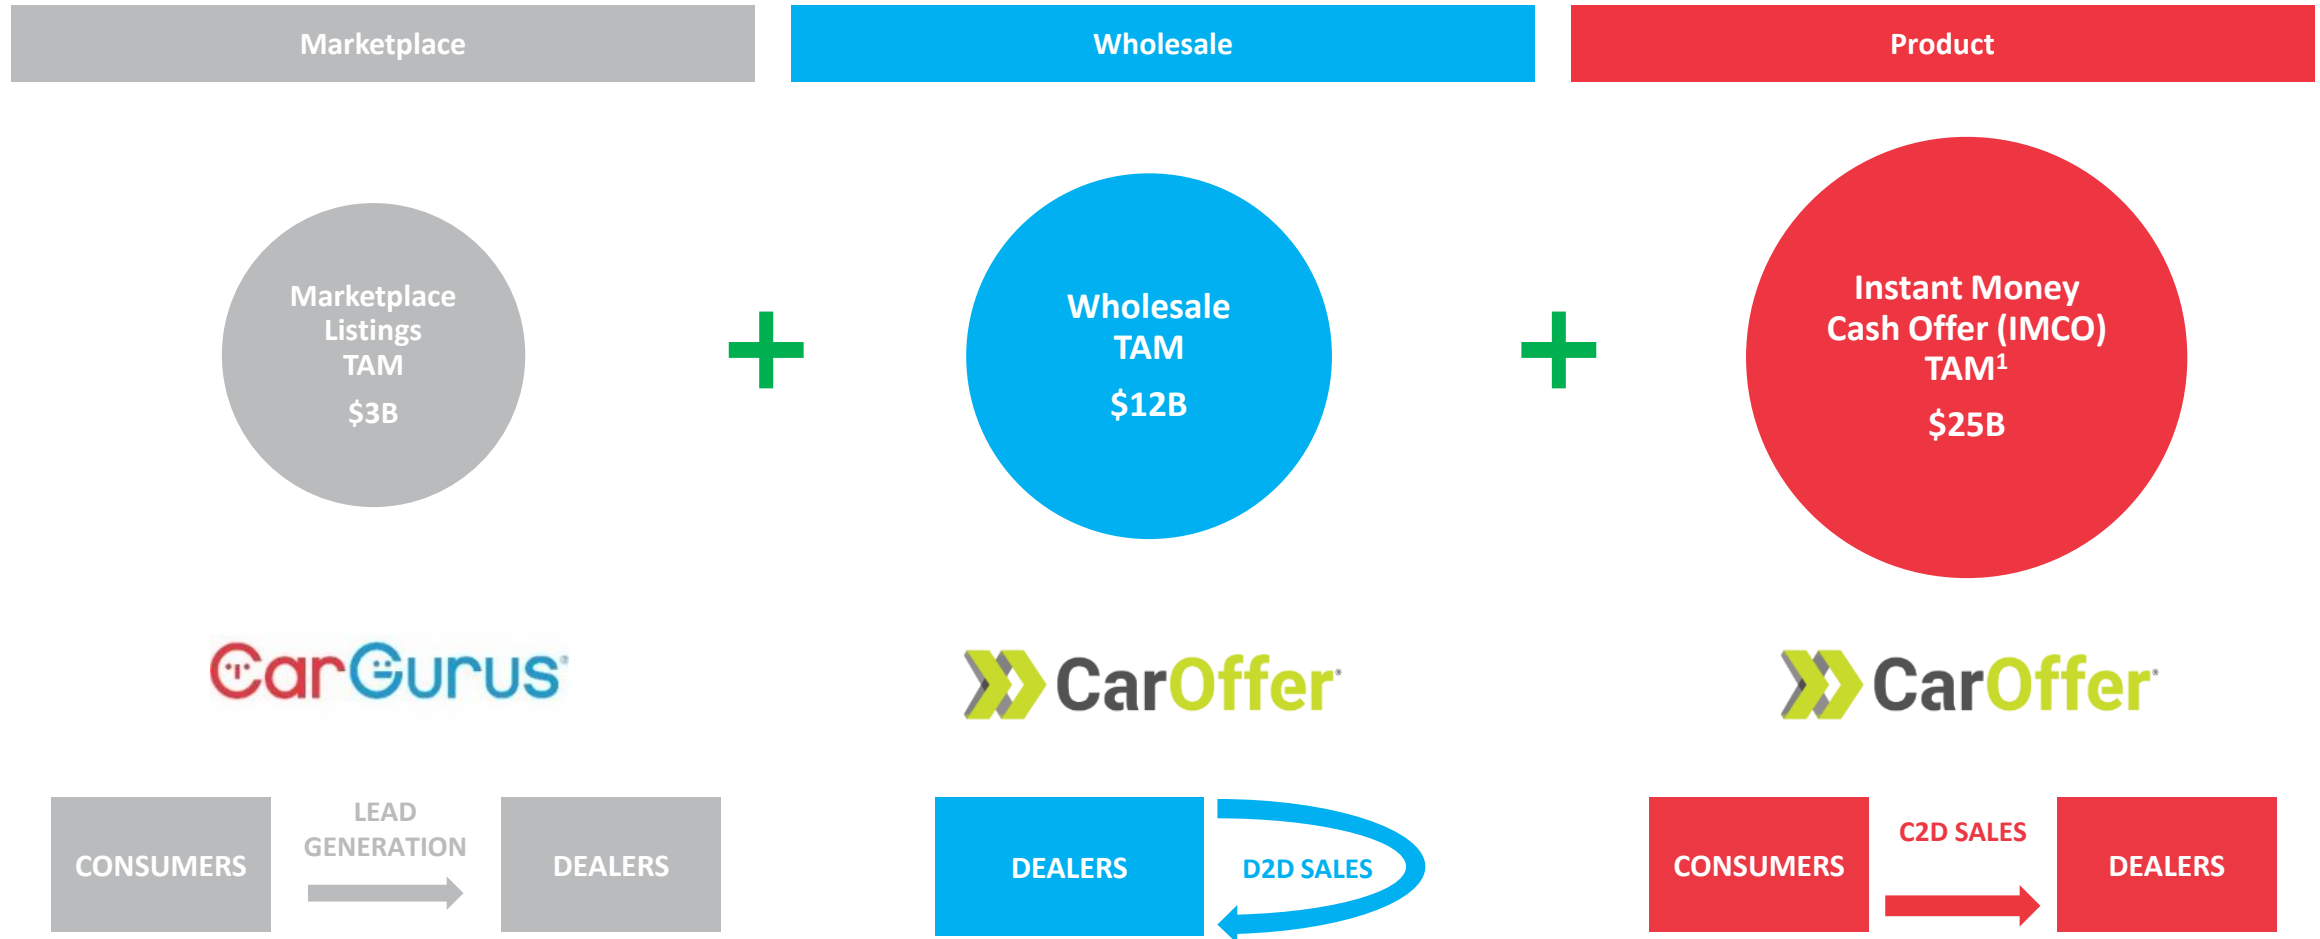 Marketplace
Wholesale
Product
Marketplace
Listings
TAM
$3B
Wholesale
TAM
$12B
Instant Money
Cash Offer (IMCO)
TAM¹
$25B
CarGurus®
CarOffer®
CarOffer®
CONSUMERS
LEAD
GENERATION
DEALERS
DEALERS
D2D SALES
CONSUMERS
C2D SALES
DEALERS